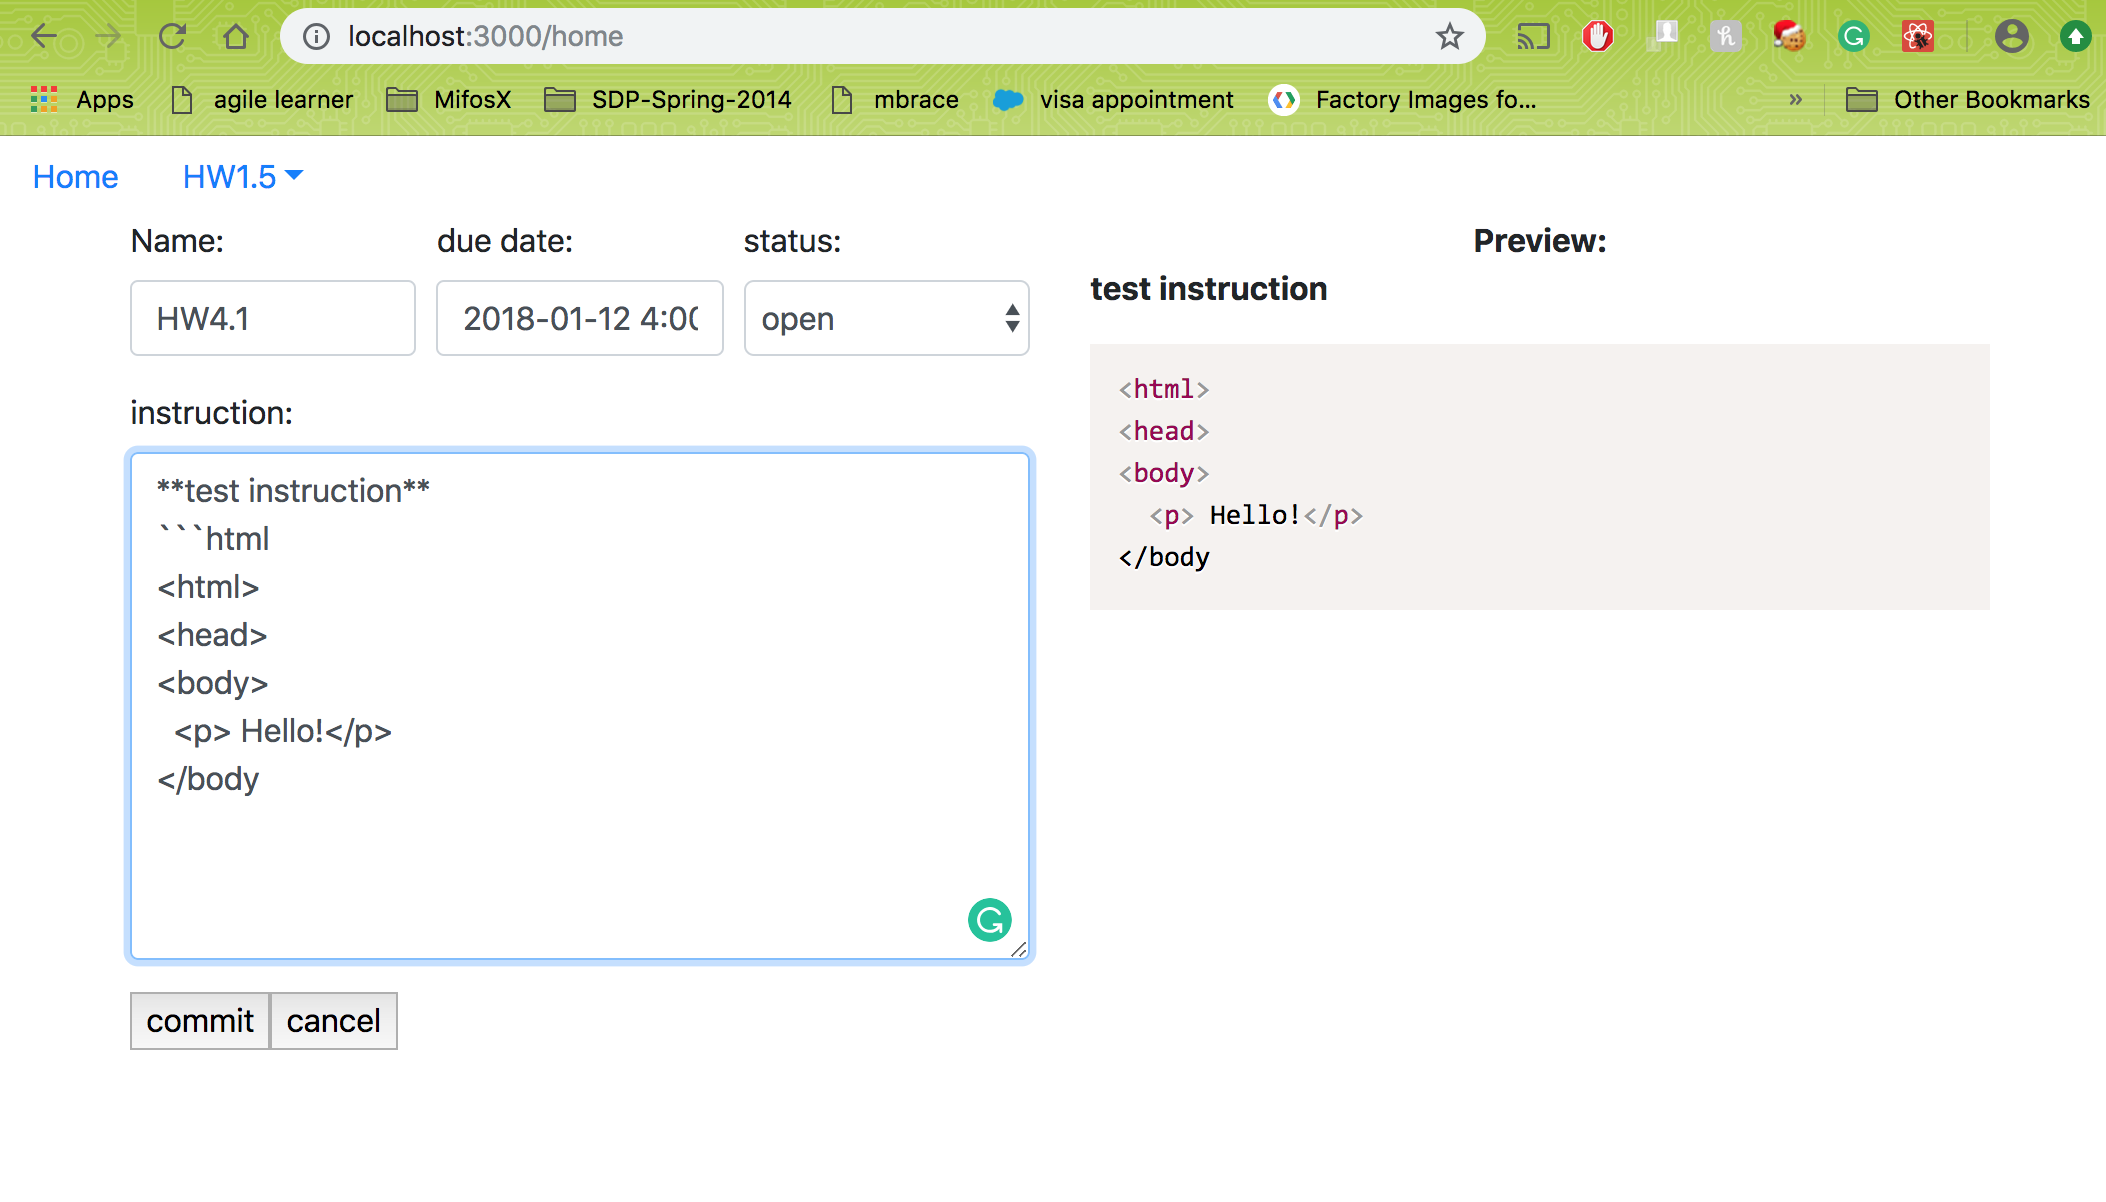 localhost:3000/home
Apps agile learner MifosX SDP-Spring-2014 mbrace visa appointment Factory Images fo... » Other Bookmarks
Home HW1.5
Name: due date: status:
HW4.1 2018-01-12 4:00 open
instruction:
**test instruction**
```html
<html>
<head>
<body>
  <p> Hello!</p>
</body
commit cancel
Preview:
test instruction
<html>
<head>
<body>
  <p> Hello!</p>
</body